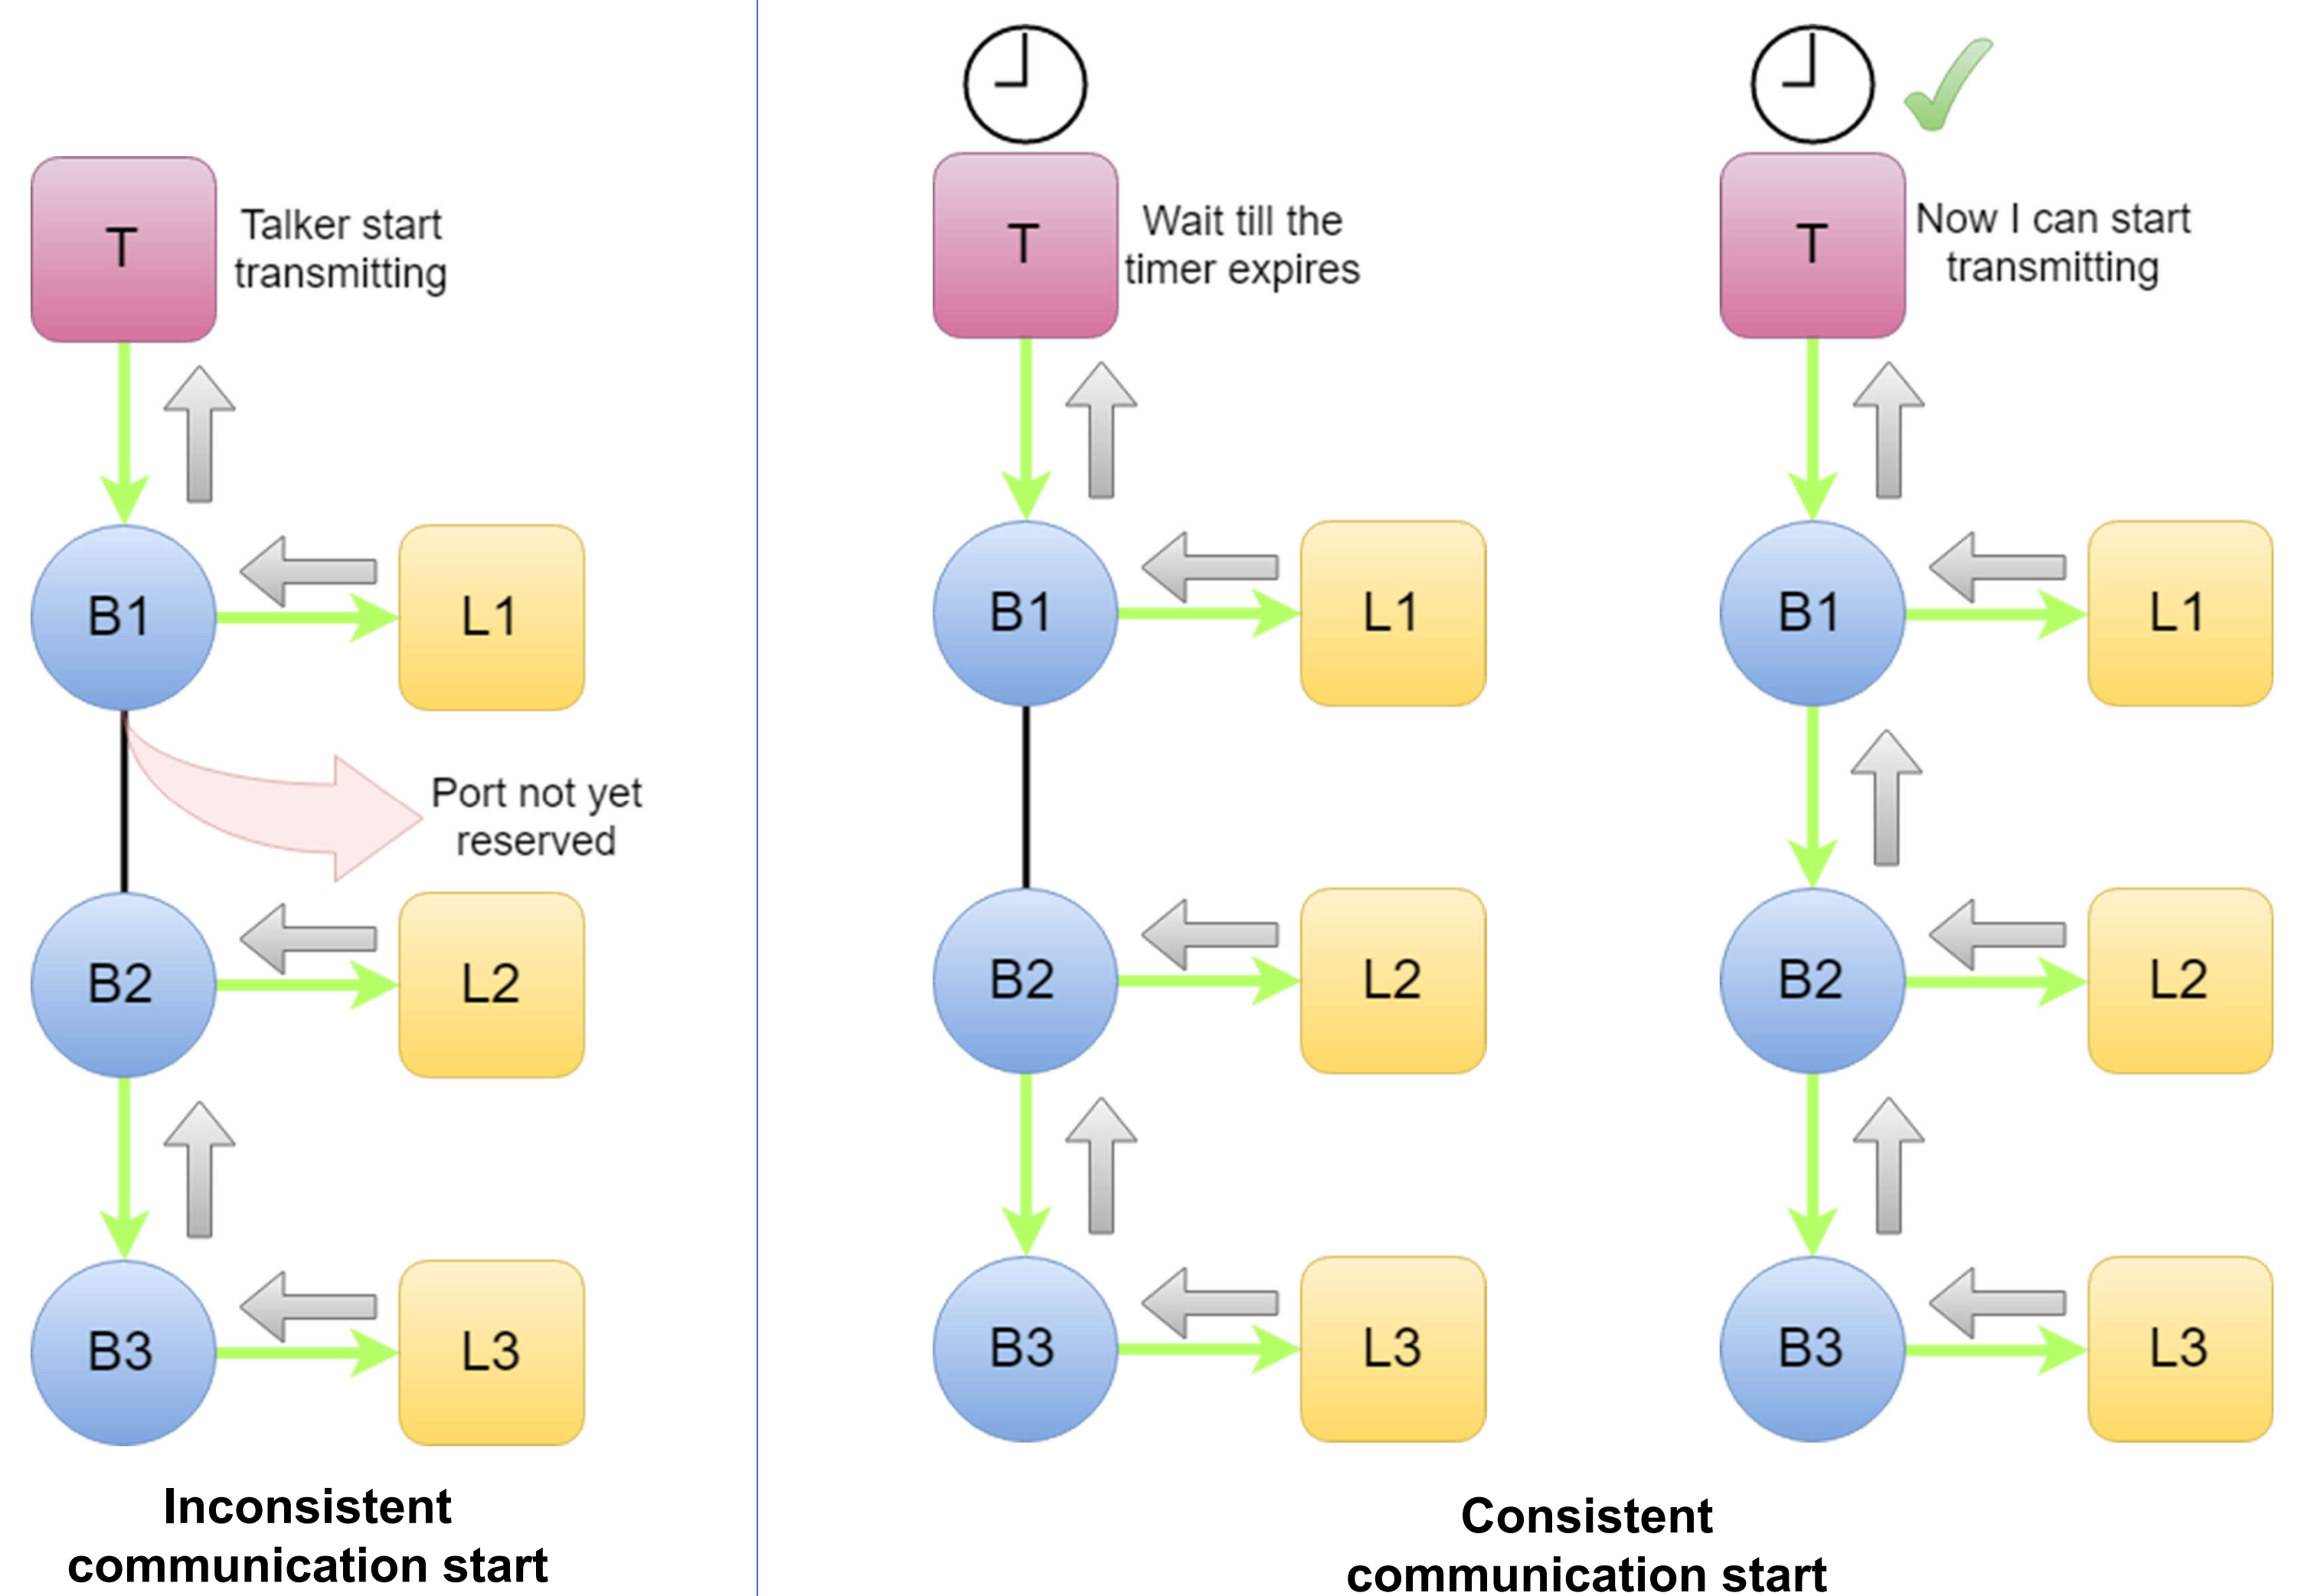 T
Talker start
transmitting
B1
L1
Port not yet
reserved
B2
L2
B3
L3
Inconsistent
communication start
T
Wait till the
timer expires
B1
L1
B2
L2
B3
L3
T
Now I can start
transmitting
B1
L1
B2
L2
B3
L3
Consistent
communication start